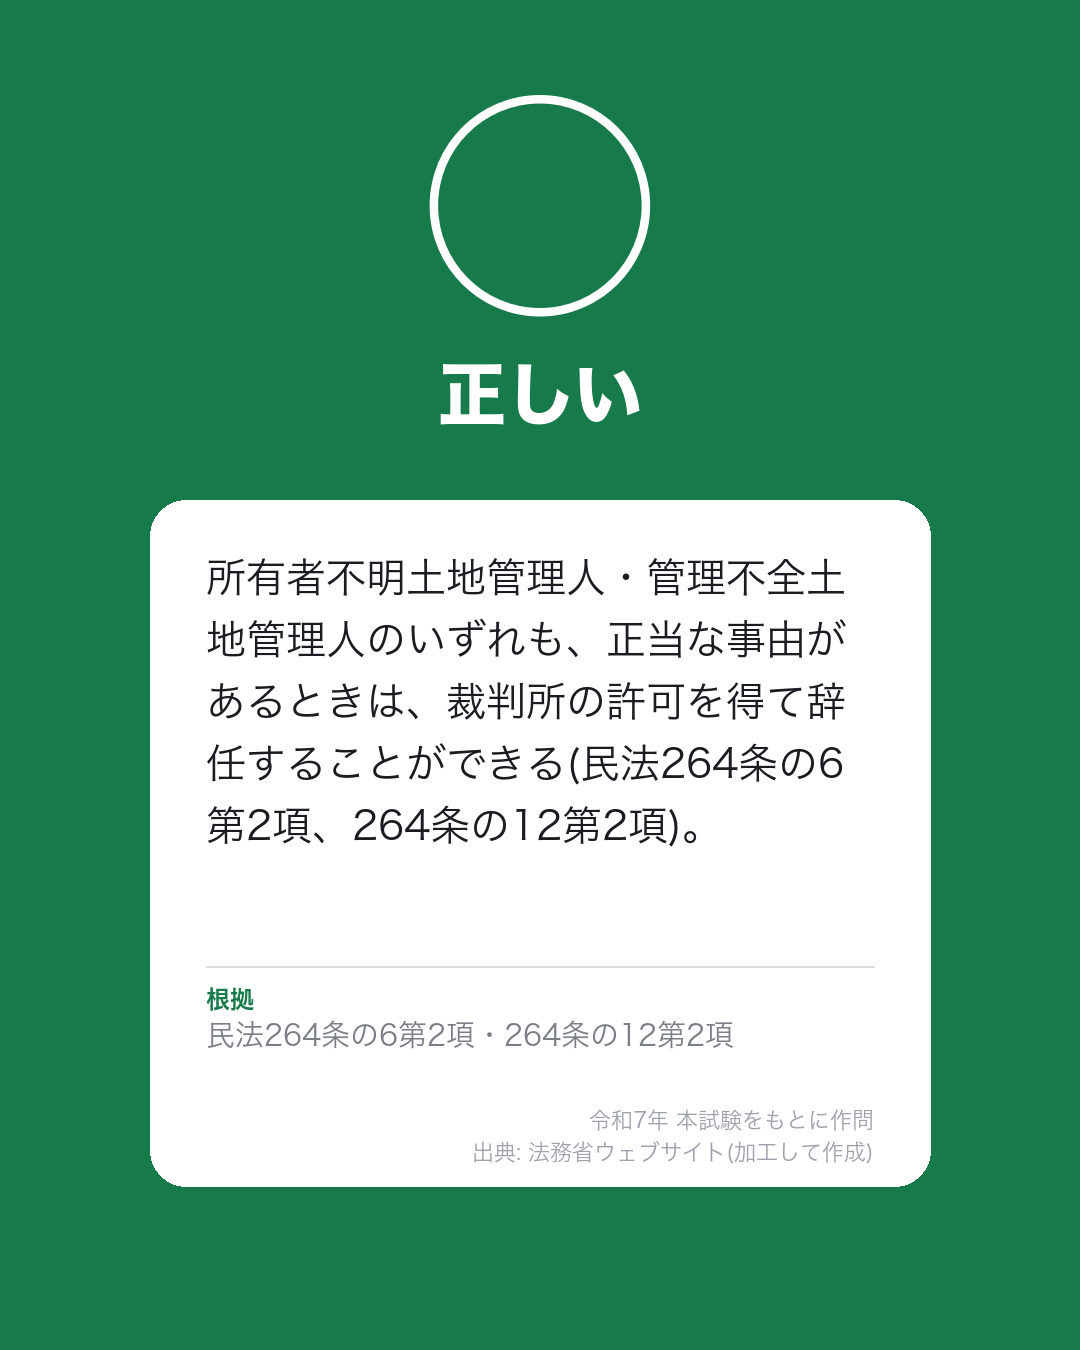 正しい
所有者不明土地管理人・管理不全土
地管理人のいずれも、正当な事由が
あるときは、裁判所の許可を得て辞
任することができる(民法264条の6
第2項、264条の12第2項)。
根拠
民法264条の6第2項・264条の12第2項
令和7年 本試験をもとに作問
出典: 法務省ウェブサイト(加工して作成)